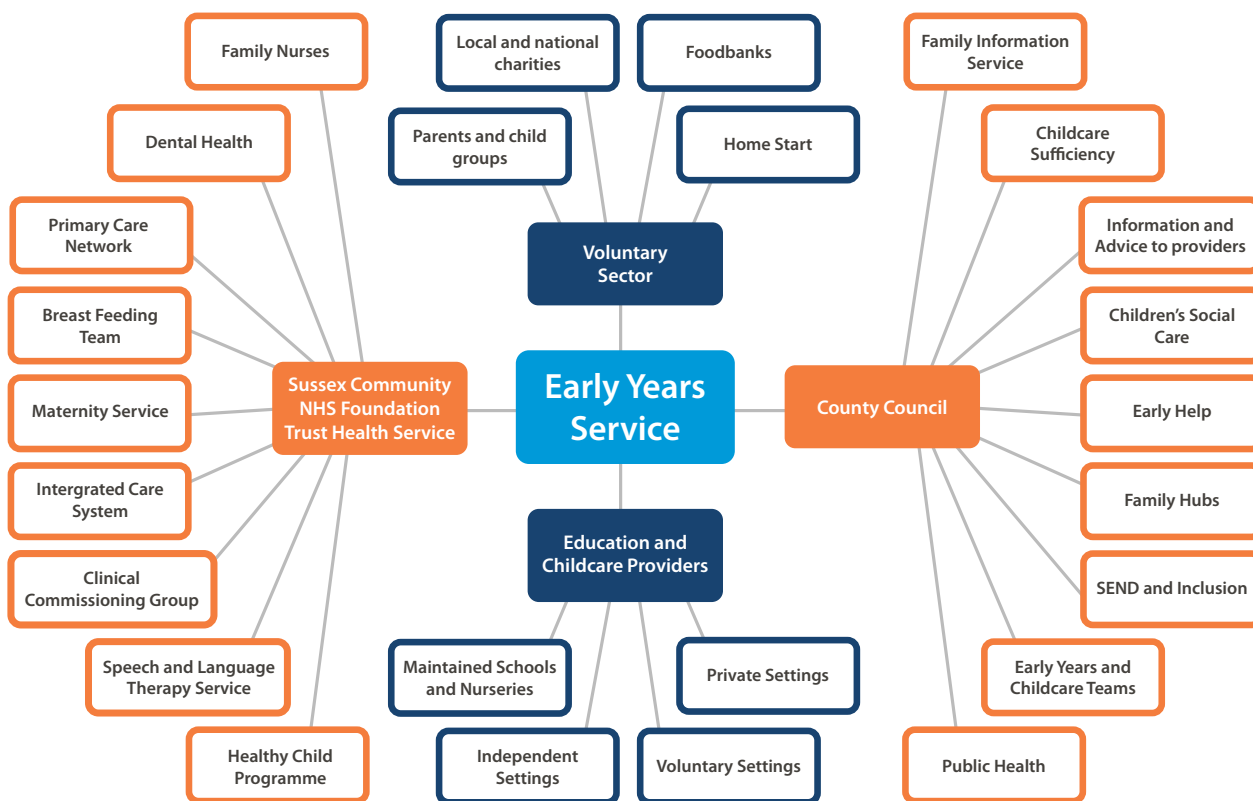 Family Nurses
Local and national
charities
Foodbanks
Family Information
Service
Dental Health
Parents and child
groups
Home Start
Childcare
Sufficiency
Primary Care
Network
Voluntary
Sector
Information and
Advice to providers
Breast Feeding
Team
Children's Social
Care
Sussex Community
NHS Foundation
Trust Health Service
Early Years
Service
County Council
Maternity Service
Early Help
Intergrated Care
System
Family Hubs
Education and
Childcare Providers
Clinical
Commissioning Group
SEND and Inclusion
Speech and Language
Therapy Service
Maintained Schools
and Nurseries
Private Settings
Early Years and
Childcare Teams
Healthy Child
Programme
Independent
Settings
Voluntary Settings
Public Health